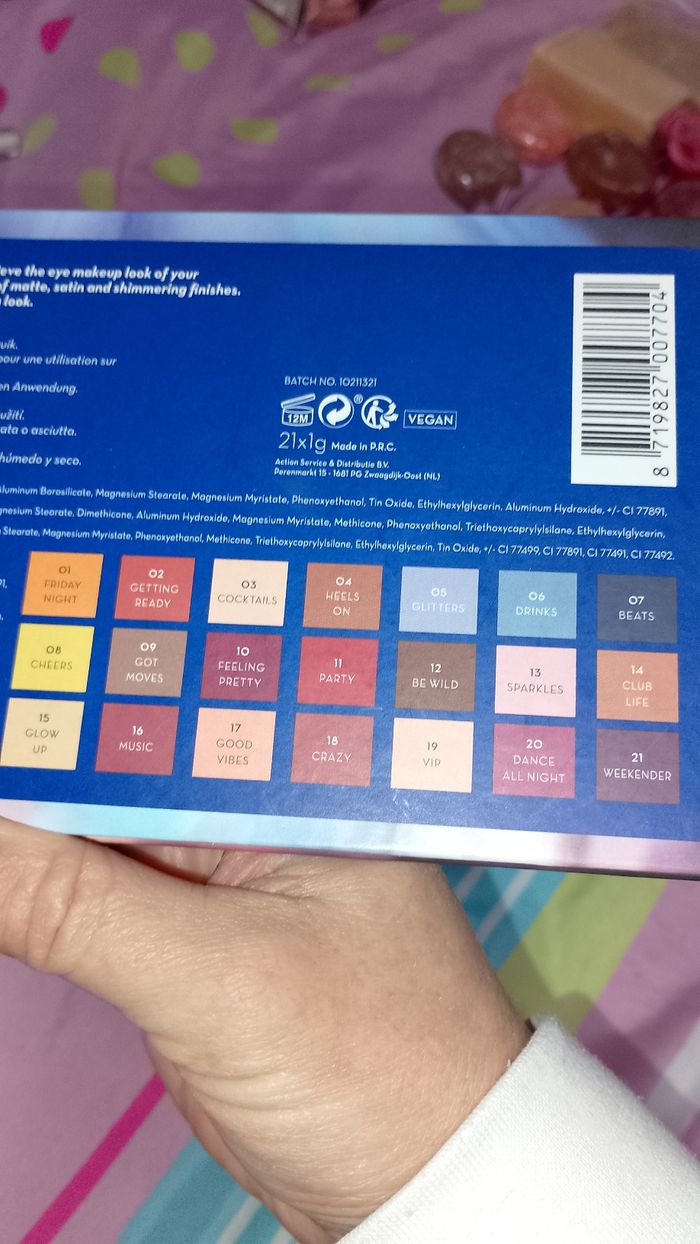 eve the eye makeup look of your
of matte, satin and shimmering finishes.
look.
uik.
pour une utilisation sur
en Anwendung.
užití.
ata o asciutta.
húmedo y seco.
BATCH NO. 10211321
12M
®
VEGAN
21x1g Made in P.R.C.
Action Service & Distributie B.V.
Perenmarkt 15 - 1681 PG Zwaagdijk-Oost (NL)
8 719827 007704
Aluminum Borosilicate, Magnesium Stearate, Magnesium Myristate, Phenoxyethanol, Tin Oxide, Ethylhexylglycerin, Aluminum Hydroxide, +/- CI 77891,
gnesium Stearate, Dimethicone, Aluminum Hydroxide, Magnesium Myristate, Methicone, Phenoxyethanol, Triethoxycaprylylsilane, Ethylhexylglycerin,
Stearate, Magnesium Myristate, Phenoxyethanol, Methicone, Triethoxycaprylylsilane, Ethylhexylglycerin, Tin Oxide, +/- CI 77499, CI 77891, CI 77491, CI 77492.
01 FRIDAY NIGHT
02 GETTING READY
03 COCKTAILS
04 HEELS ON
05 GLITTERS
06 DRINKS
07 BEATS
08 CHEERS
09 GOT MOVES
10 FEELING PRETTY
11 PARTY
12 BE WILD
13 SPARKLES
14 CLUB LIFE
15 GLOW UP
16 MUSIC
17 GOOD VIBES
18 CRAZY
19 VIP
20 DANCE ALL NIGHT
21 WEEKENDER